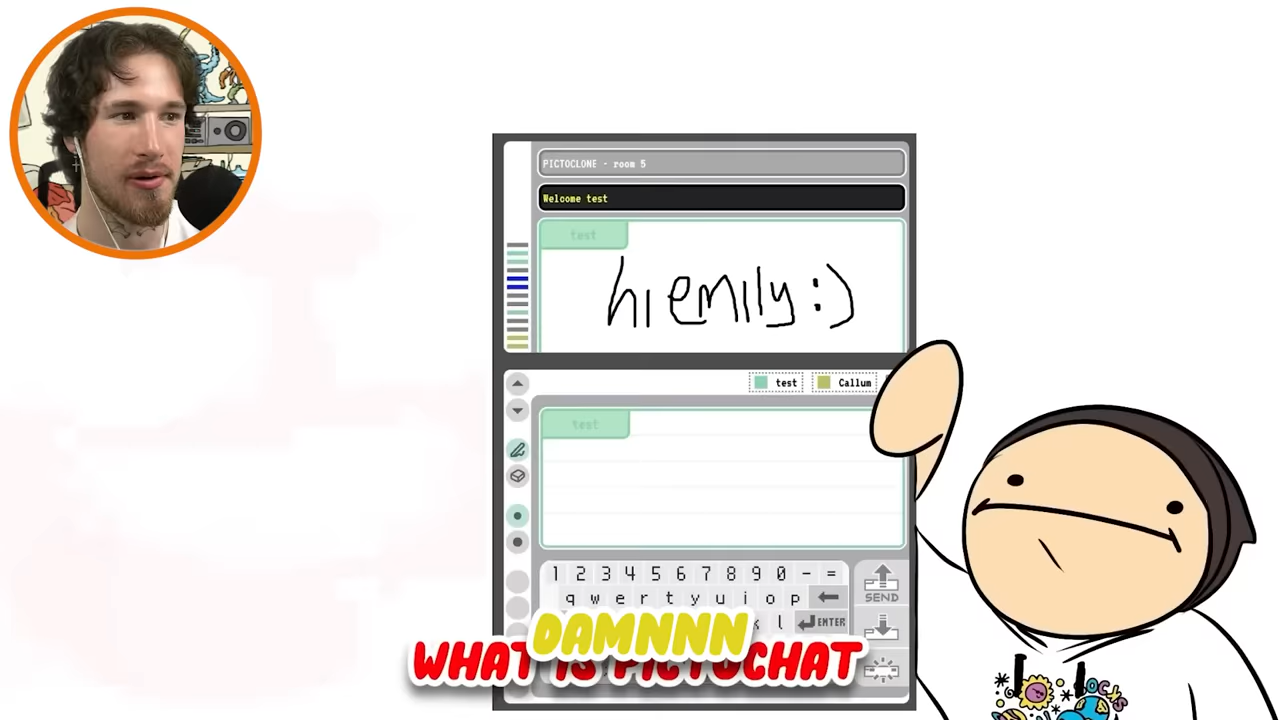 PICTOCLONE - room 5
Welcome test
test
hi emily :)
test Callum
test
1 2 3 4 5 6 7 8 9 0 - =
q w e r t y u i o p
SEND
l ENTER
DAMNNN
WHAT IS PICTOCHAT